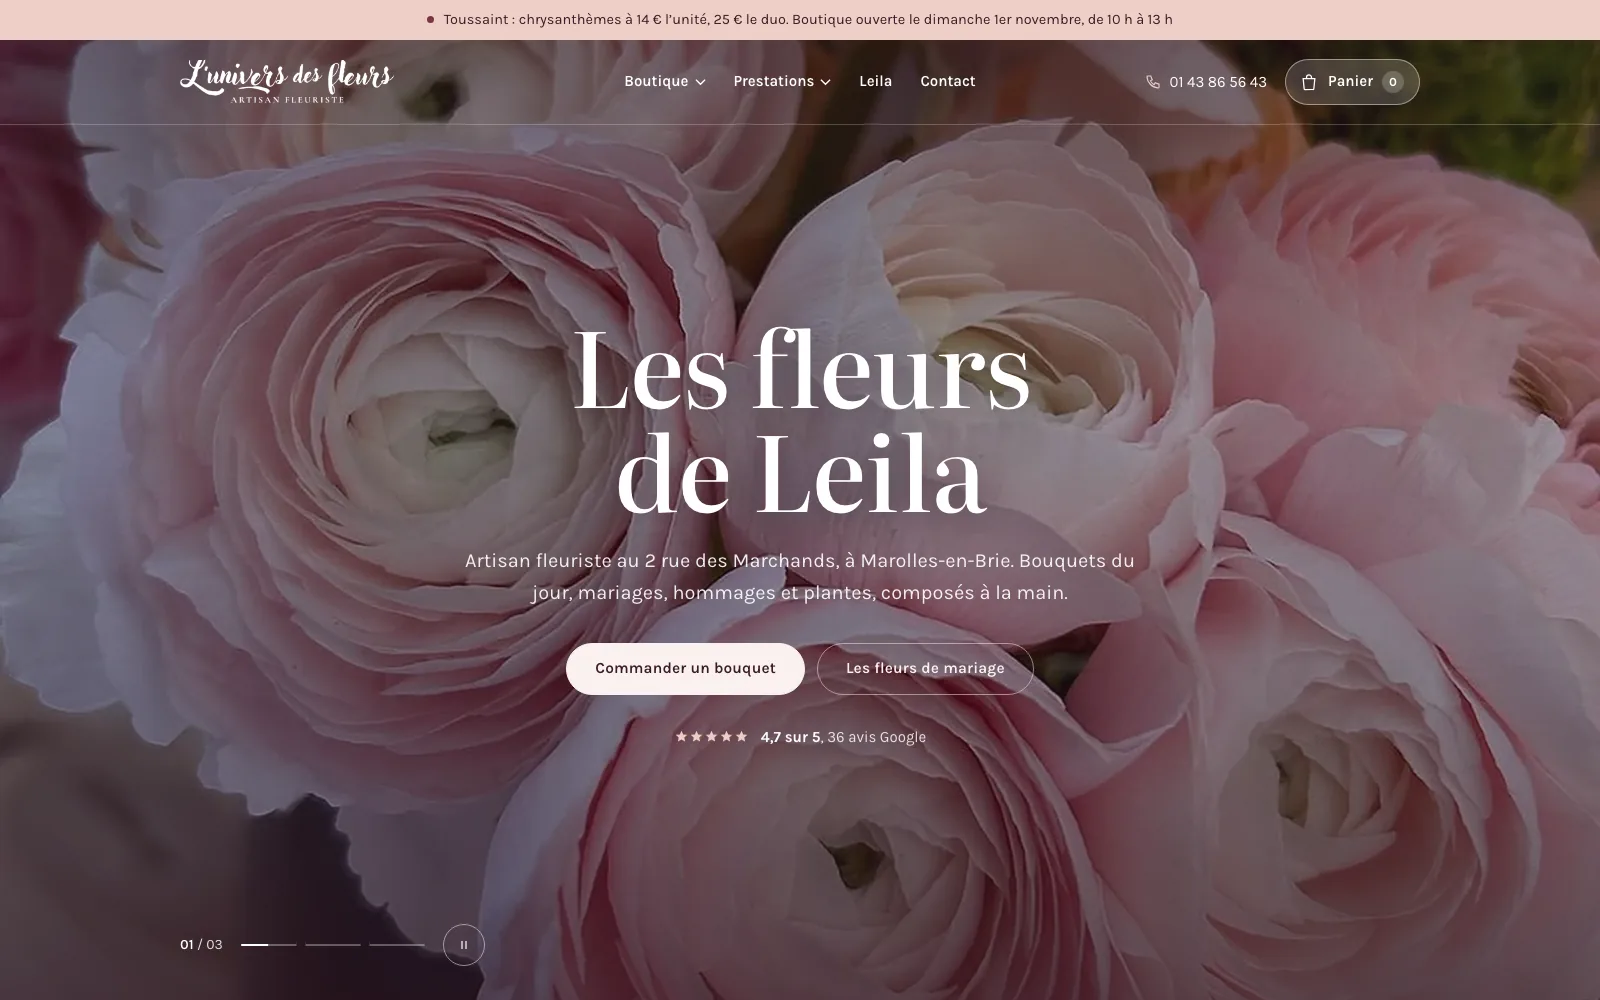 Toussaint : chrysanthèmes à 14 € l’unité, 25 € le duo. Boutique ouverte le dimanche 1er novembre, de 10 h à 13 h
L'univers des fleurs
ARTISAN FLEURISTE
Boutique
Prestations
Leila
Contact
01 43 86 56 43
Panier 0
Les fleurs
de Leila
Artisan fleuriste au 2 rue des Marchands, à Marolles-en-Brie. Bouquets du
jour, mariages, hommages et plantes, composés à la main.
Commander un bouquet
Les fleurs de mariage
4,7 sur 5, 36 avis Google
01 / 03